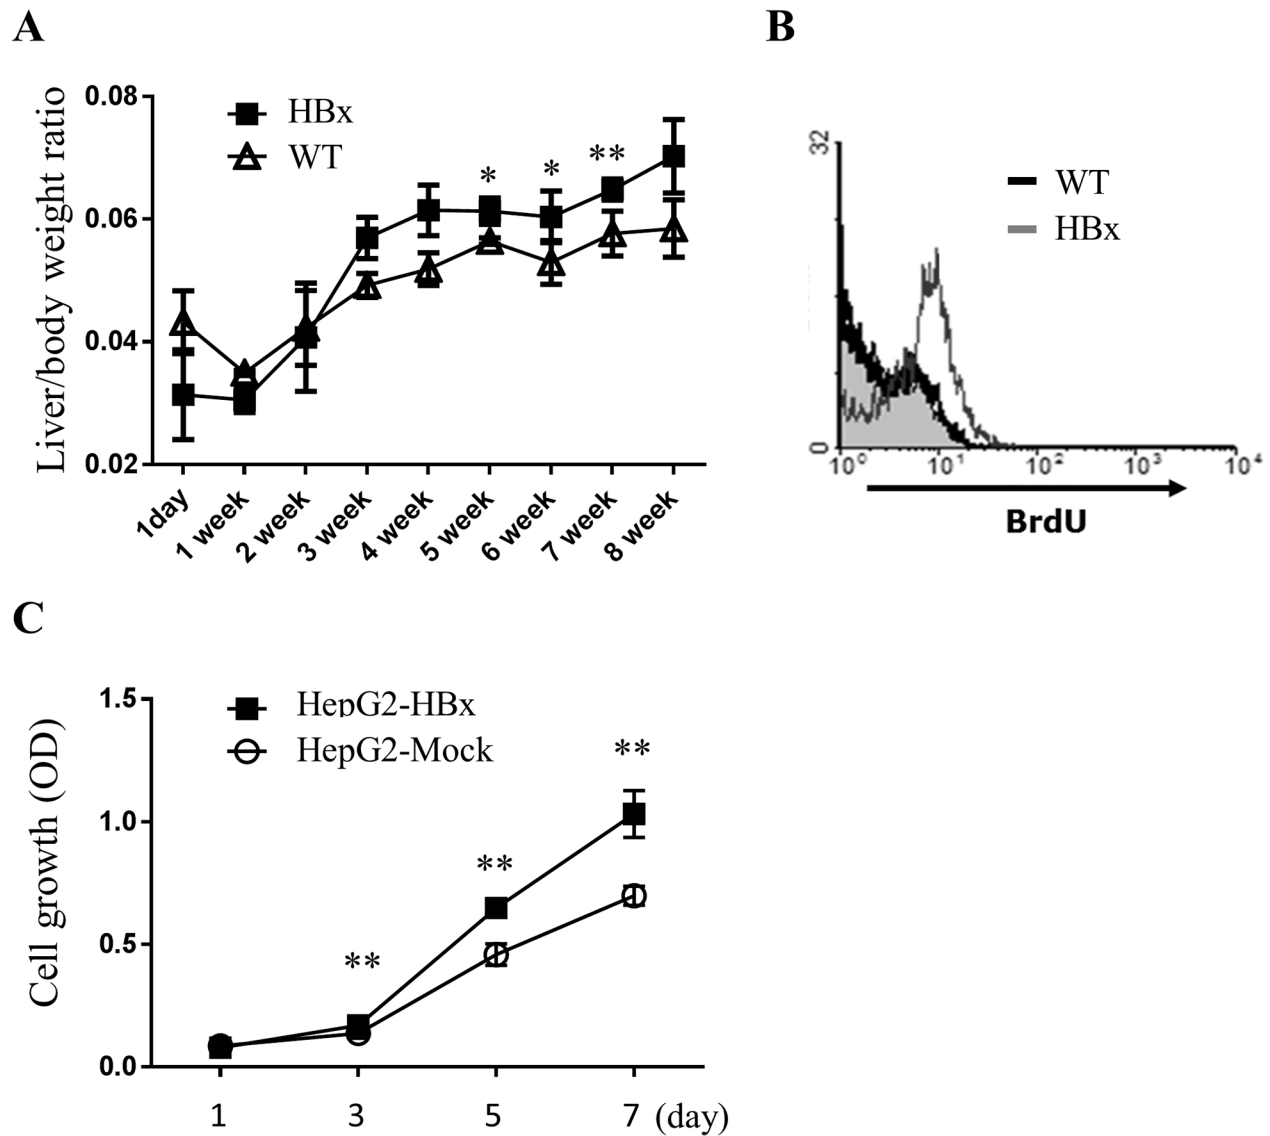 A
Liver/body weight ratio
0.08
0.06
0.04
0.02
HBx
WT
*
*
**
1day
1 week
2 week
3 week
4 week
5 week
6 week
7 week
8 week
B
32
0
WT
HBx
10⁰
10¹
10²
10³
10⁴
BrdU
C
Cell growth (OD)
1.5
1.0
0.5
0.0
HepG2-HBx
HepG2-Mock
**
**
**
1 3 5 7 (day)